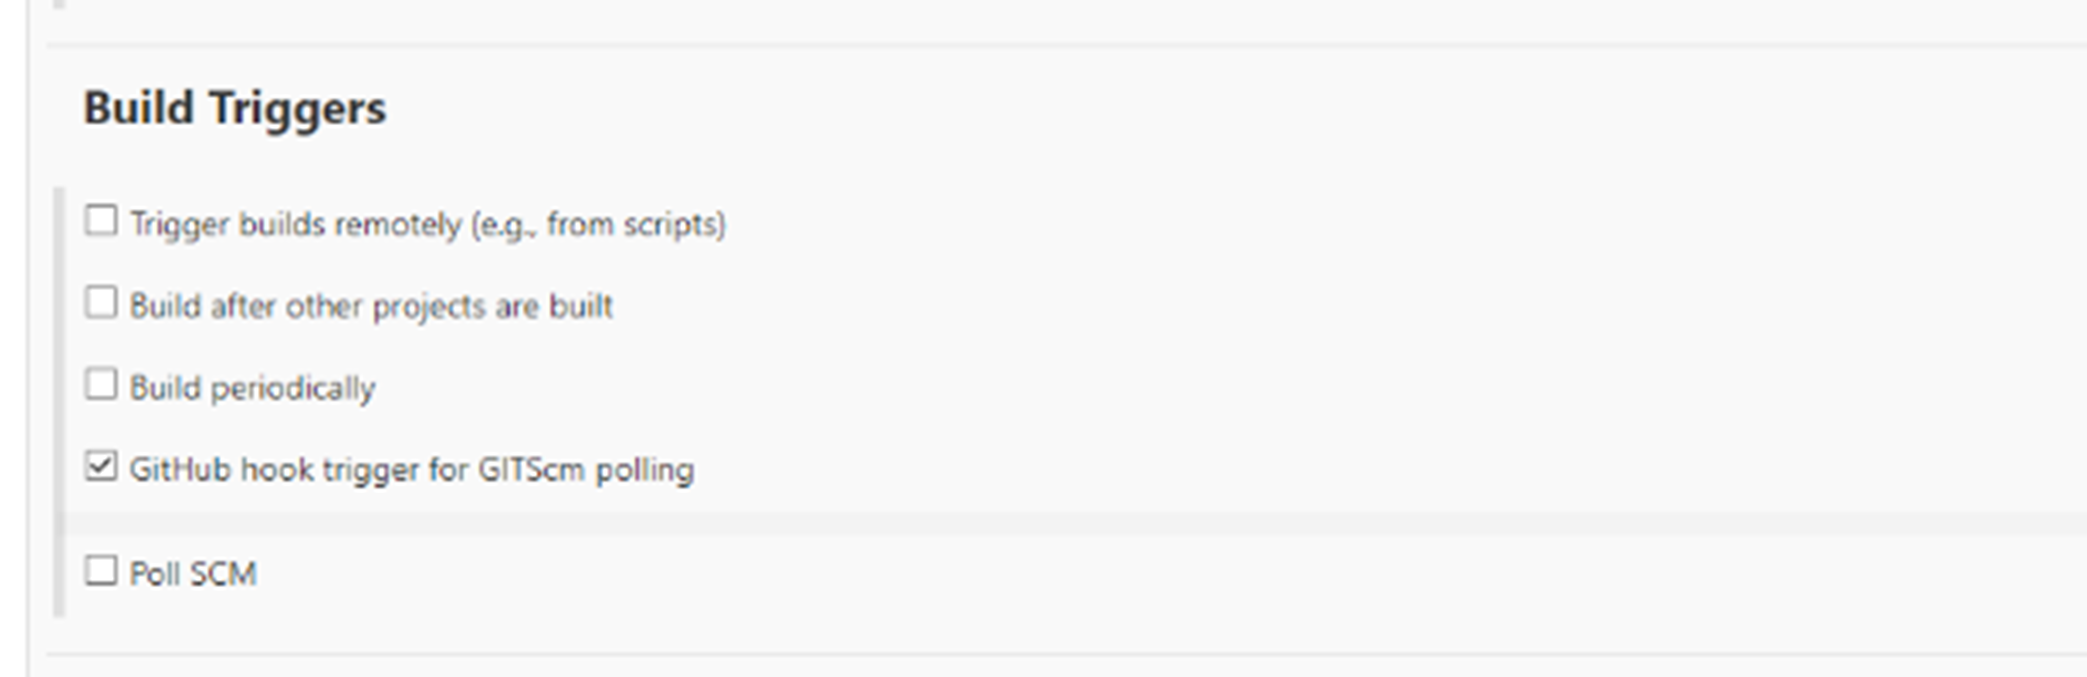 Build Triggers
Trigger builds remotely (e.g., from scripts)
Build after other projects are built
Build periodically
GitHub hook trigger for GITScm polling
Poll SCM